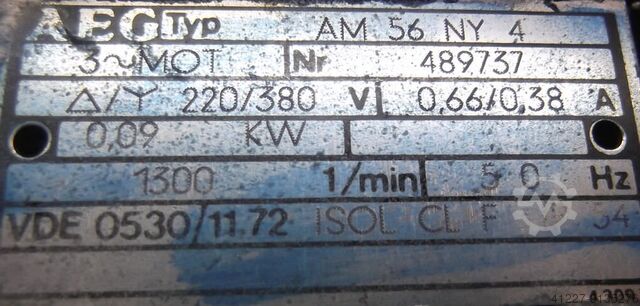 AEG Typ AM 56 NY 4
3~MOT Nr 489737
Δ/Y 220/380 V 0,66/0,38 A
0,09 KW
1300 1/min 50 Hz
VDE 0530/11.72 ISOL CL F 54